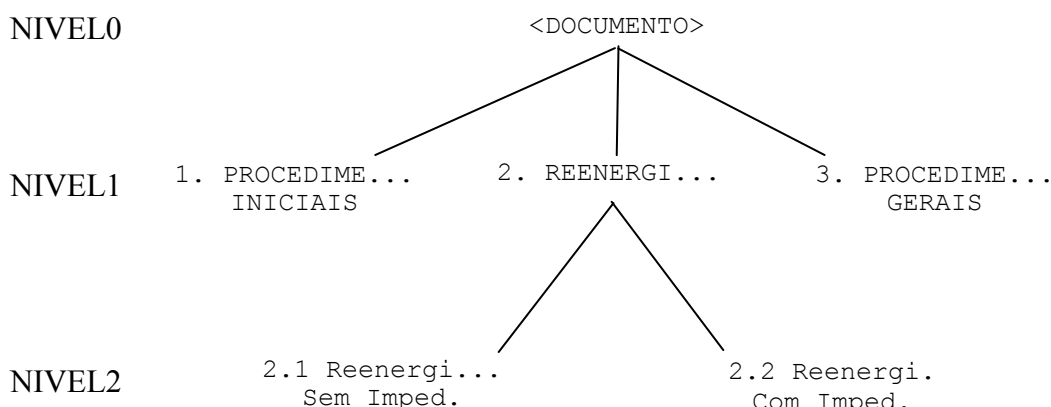 NIVEL0 <DOCUMENTO>
NIVEL1 1. PROCEDIME... 2. REENERGI... 3. PROCEDIME...
INICIAIS GERAIS
NIVEL2 2.1 Reenergi... 2.2 Reenergi.
Sem Imped. Com Imped.